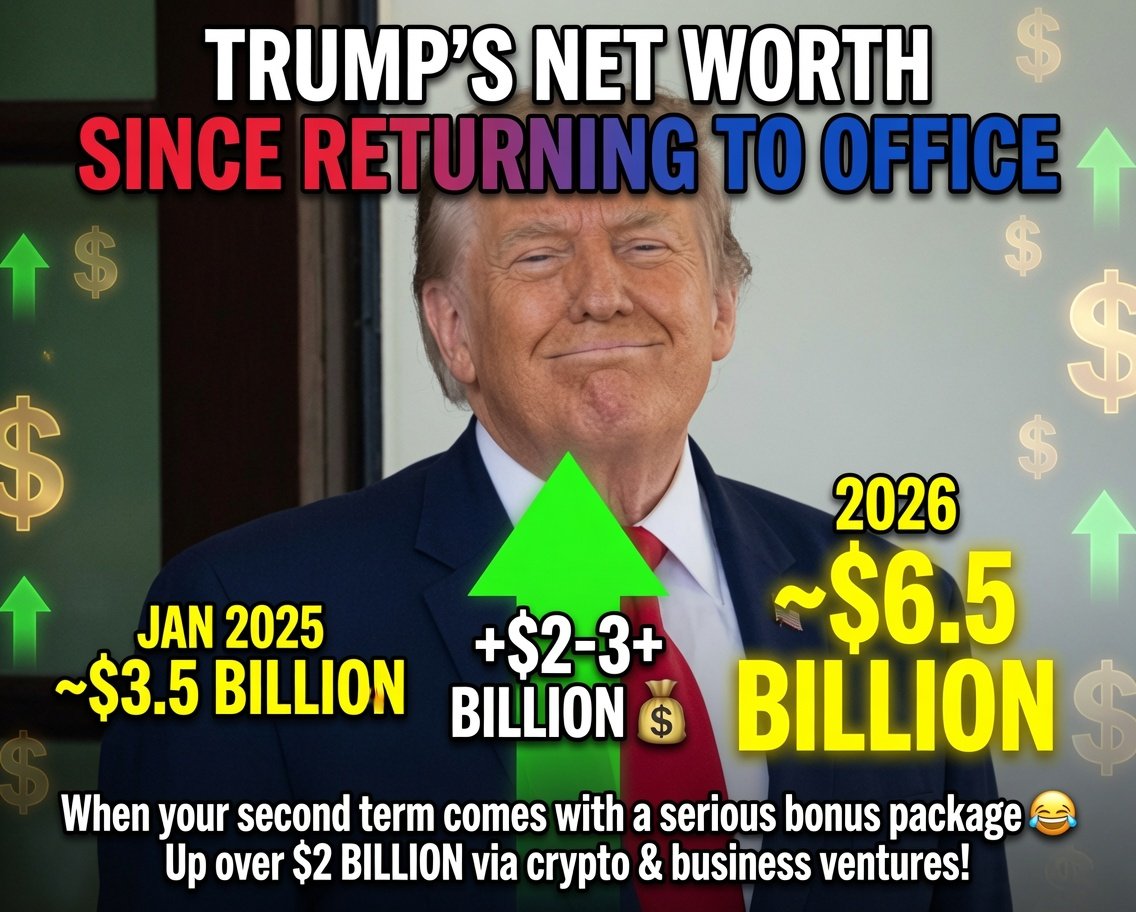 TRUMP'S NET WORTH
SINCE RETURNING TO OFFICE
JAN 2025
~$3.5 BILLION
+$2-3+
BILLION 💰
2026
~$6.5
BILLION
When your second term comes with a serious bonus package 😂
Up over $2 BILLION via crypto & business ventures!